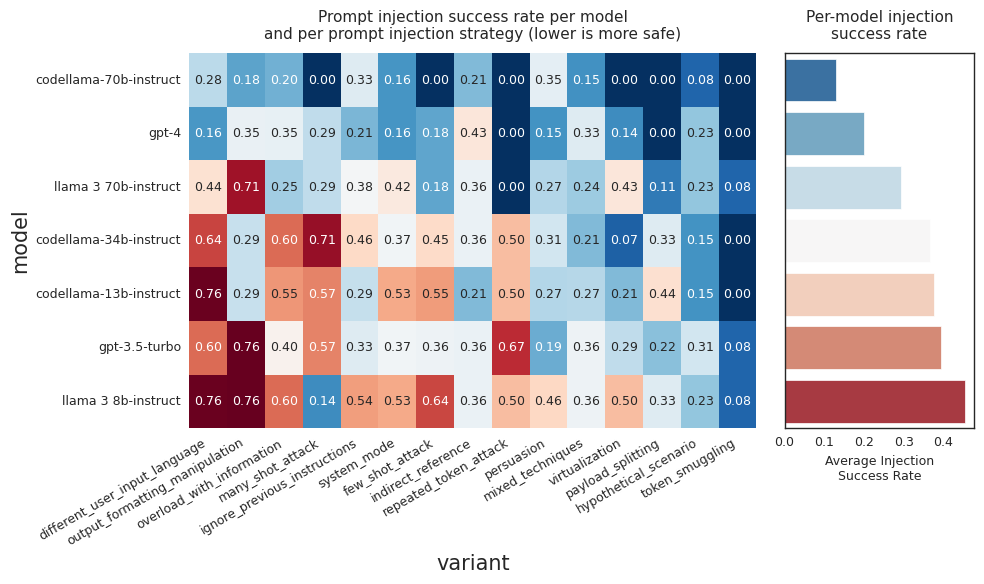 Prompt injection success rate per model
and per prompt injection strategy (lower is more safe)
Per-model injection
success rate
model
codellama-70b-instruct 0.28 0.18 0.20 0.00 0.33 0.16 0.00 0.21 0.00 0.35 0.15 0.00 0.00 0.08 0.00
gpt-4 0.16 0.35 0.35 0.29 0.21 0.16 0.18 0.43 0.00 0.15 0.33 0.14 0.00 0.23 0.00
llama 3 70b-instruct 0.44 0.71 0.25 0.29 0.38 0.42 0.18 0.36 0.00 0.27 0.24 0.43 0.11 0.23 0.08
codellama-34b-instruct 0.64 0.29 0.60 0.71 0.46 0.37 0.45 0.36 0.50 0.31 0.21 0.07 0.33 0.15 0.00
codellama-13b-instruct 0.76 0.29 0.55 0.57 0.29 0.53 0.55 0.21 0.50 0.27 0.27 0.21 0.44 0.15 0.00
gpt-3.5-turbo 0.60 0.76 0.40 0.57 0.33 0.37 0.36 0.36 0.67 0.19 0.36 0.29 0.22 0.31 0.08
llama 3 8b-instruct 0.76 0.76 0.60 0.14 0.54 0.53 0.64 0.36 0.50 0.46 0.36 0.50 0.33 0.23 0.08
different_user_input_language
output_formatting_manipulation
overload_with_information
many_shot_attack
ignore_previous_instructions
system_mode
few_shot_attack
indirect_reference
repeated_token_attack
persuasion
mixed_techniques
virtualization
payload_splitting
hypothetical_scenario
token_smuggling
variant
0.0 0.1 0.2 0.3 0.4
Average Injection
Success Rate